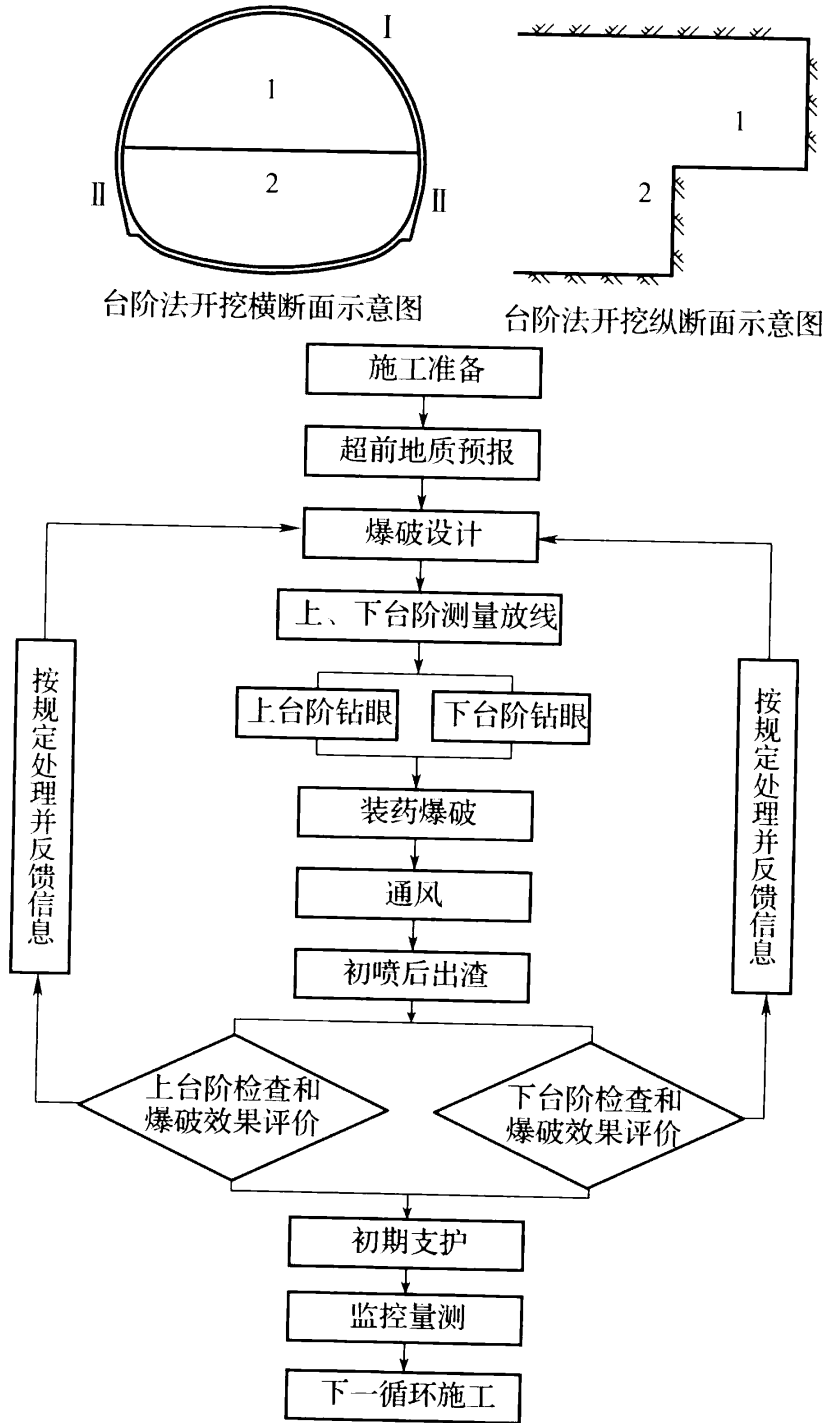 I
1
1
2
2
II
II
台阶法开挖横断面示意图
台阶法开挖纵断面示意图
施工准备
超前地质预报
爆破设计
上、下台阶测量放线
上台阶钻眼
下台阶钻眼
按规定处理并反馈信息
按规定处理并反馈信息
装药爆破
通风
初喷后出渣
上台阶检查和
爆破效果评价
下台阶检查和
爆破效果评价
初期支护
监控量测
下一循环施工